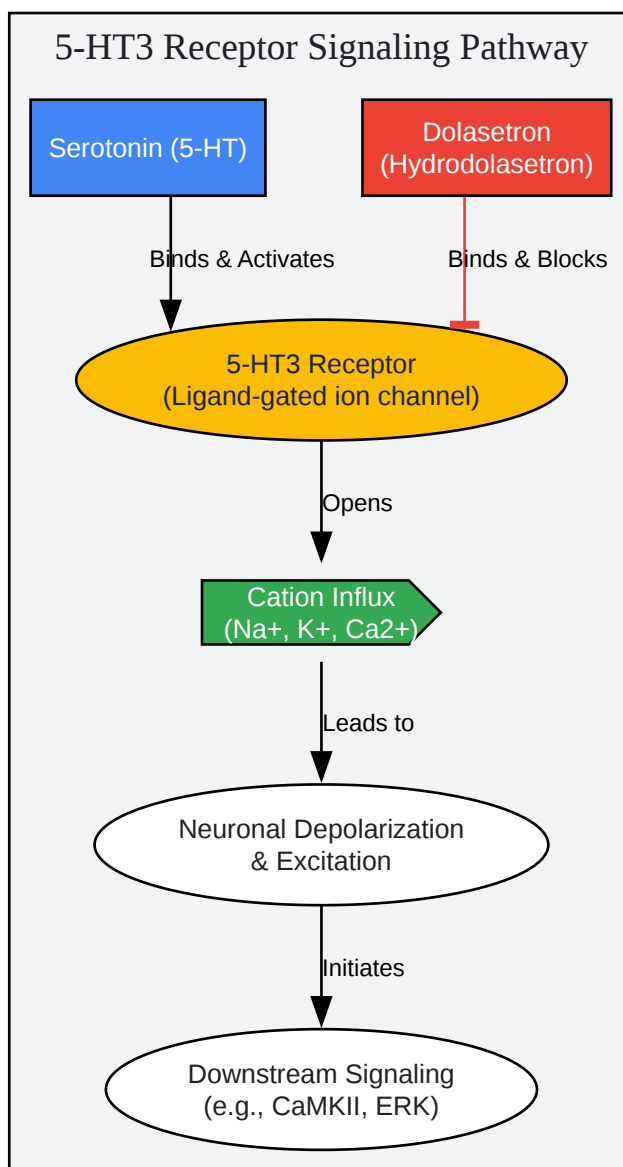 5-HT3 Receptor Signaling Pathway
Serotonin (5-HT)
Dolasetron
(Hydrodolasetron)
Binds & Activates
Binds & Blocks
5-HT3 Receptor
(Ligand-gated ion channel)
Opens
Cation Influx
(Na+, K+, Ca2+)
Leads to
Neuronal Depolarization
& Excitation
Initiates
Downstream Signaling
(e.g., CaMKII, ERK)